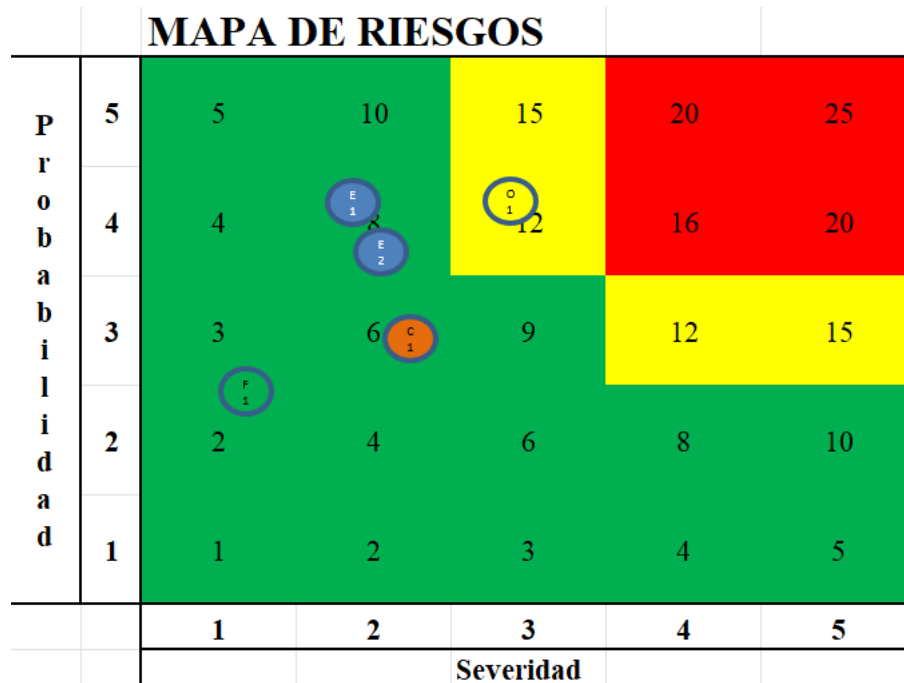 MAPA DE RIESGOS
Probabilidad
5 5 10 15 20 25
E 1
O 1
4 4 8 12 16 20
E 2
3 3 6 9 12 15
C 1
F 1
2 2 4 6 8 10
1 1 2 3 4 5
1 2 3 4 5
Severidad